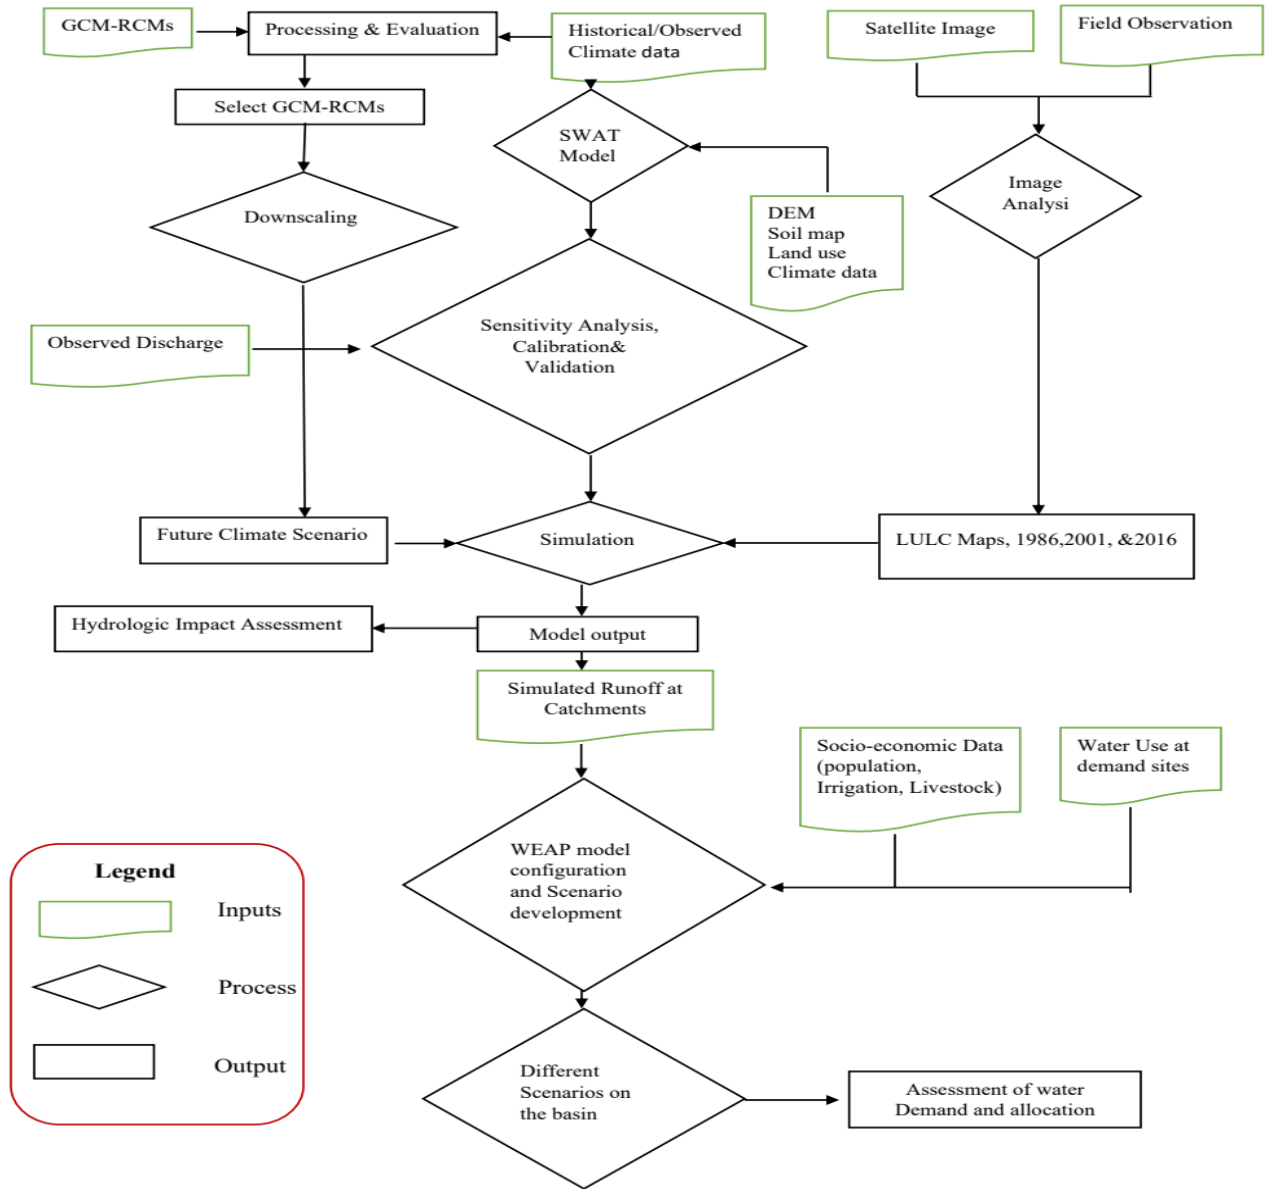 GCM-RCMs
Processing & Evaluation
Historical/Observed
Climate data
Satellite Image
Field Observation
Select GCM-RCMs
SWAT
Model
Image
Analysi
Downscaling
DEM
Soil map
Land use
Climate data
Observed Discharge
Sensitivity Analysis,
Calibration&
Validation
Future Climate Scenario
Simulation
LULC Maps, 1986,2001, &2016
Hydrologic Impact Assessment
Model output
Simulated Runoff at
Catchments
Socio-economic Data
(population,
Irrigation, Livestock)
Water Use at
demand sites
WEAP model
configuration
and Scenario
development
Legend
Inputs
Process
Output
Different
Scenarios on
the basin
Assessment of water
Demand and allocation